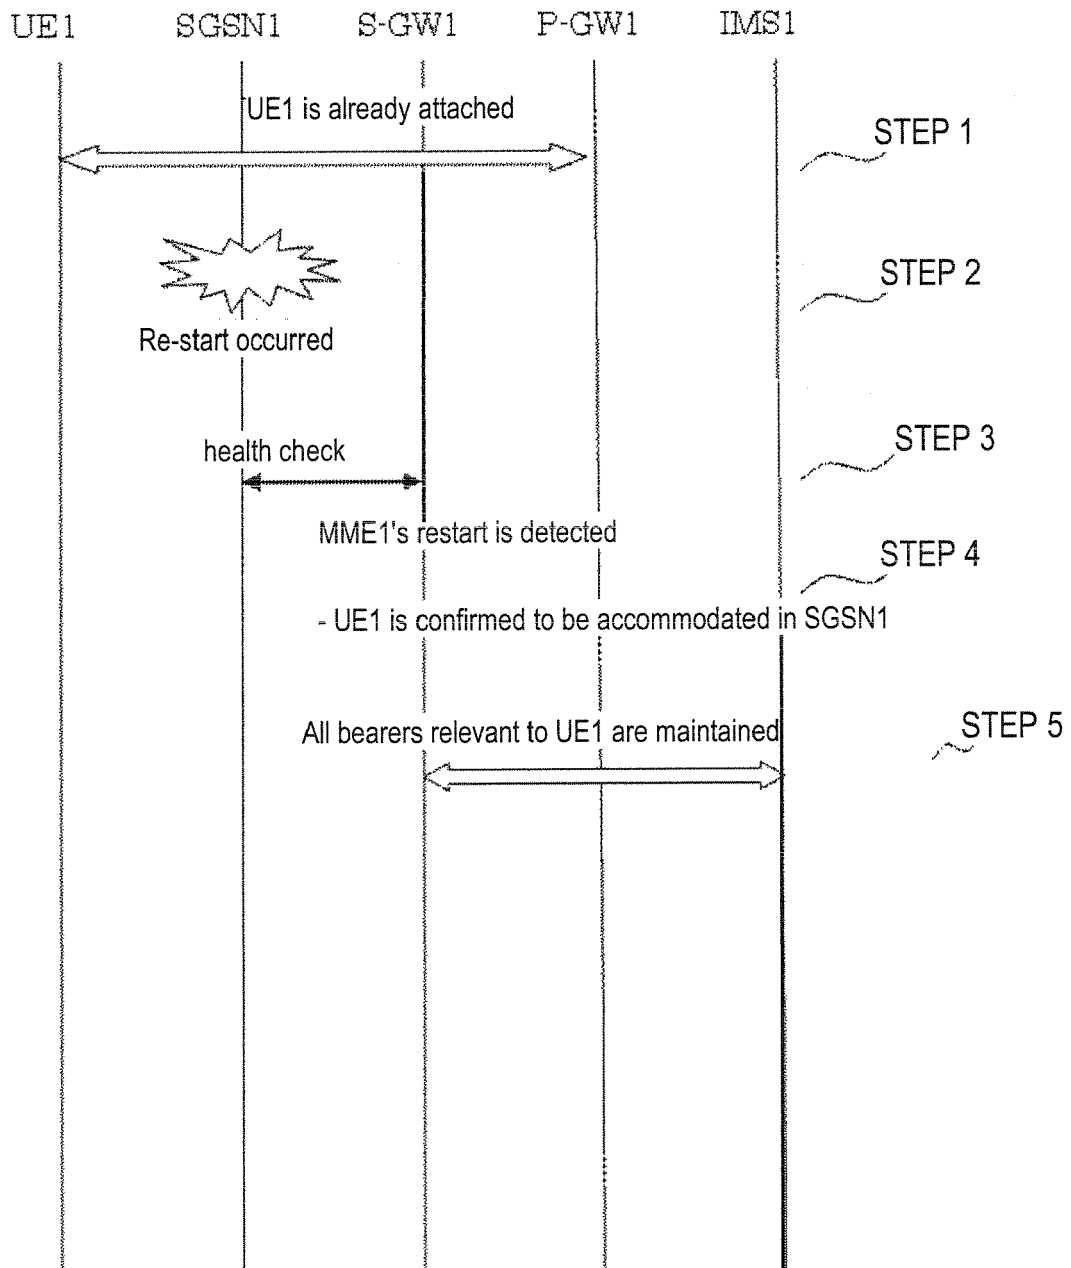 UE1 SGSN1 S-GW1 P-GW1 IMS1
UE1 is already attached
STEP 1
STEP 2
Re-start occurred
STEP 3
health check
MME1's restart is detected
STEP 4
- UE1 is confirmed to be accommodated in SGSN1
All bearers relevant to UE1 are maintained
STEP 5